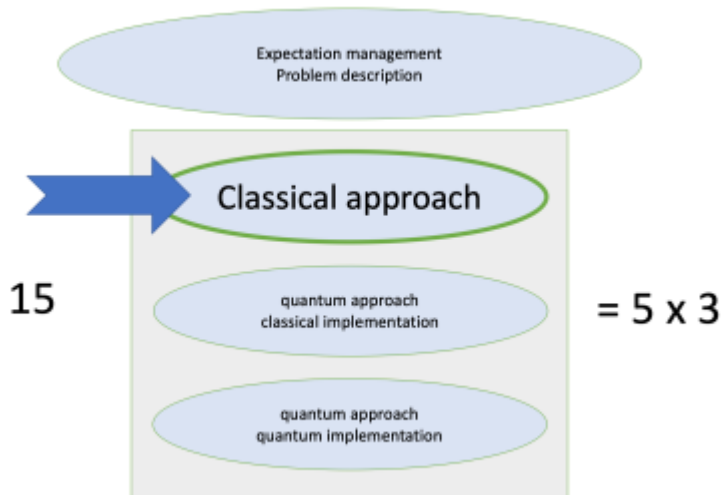 Expectation management
Problem description
Classical approach
15
quantum approach
classical implementation
= 5 x 3
quantum approach
quantum implementation